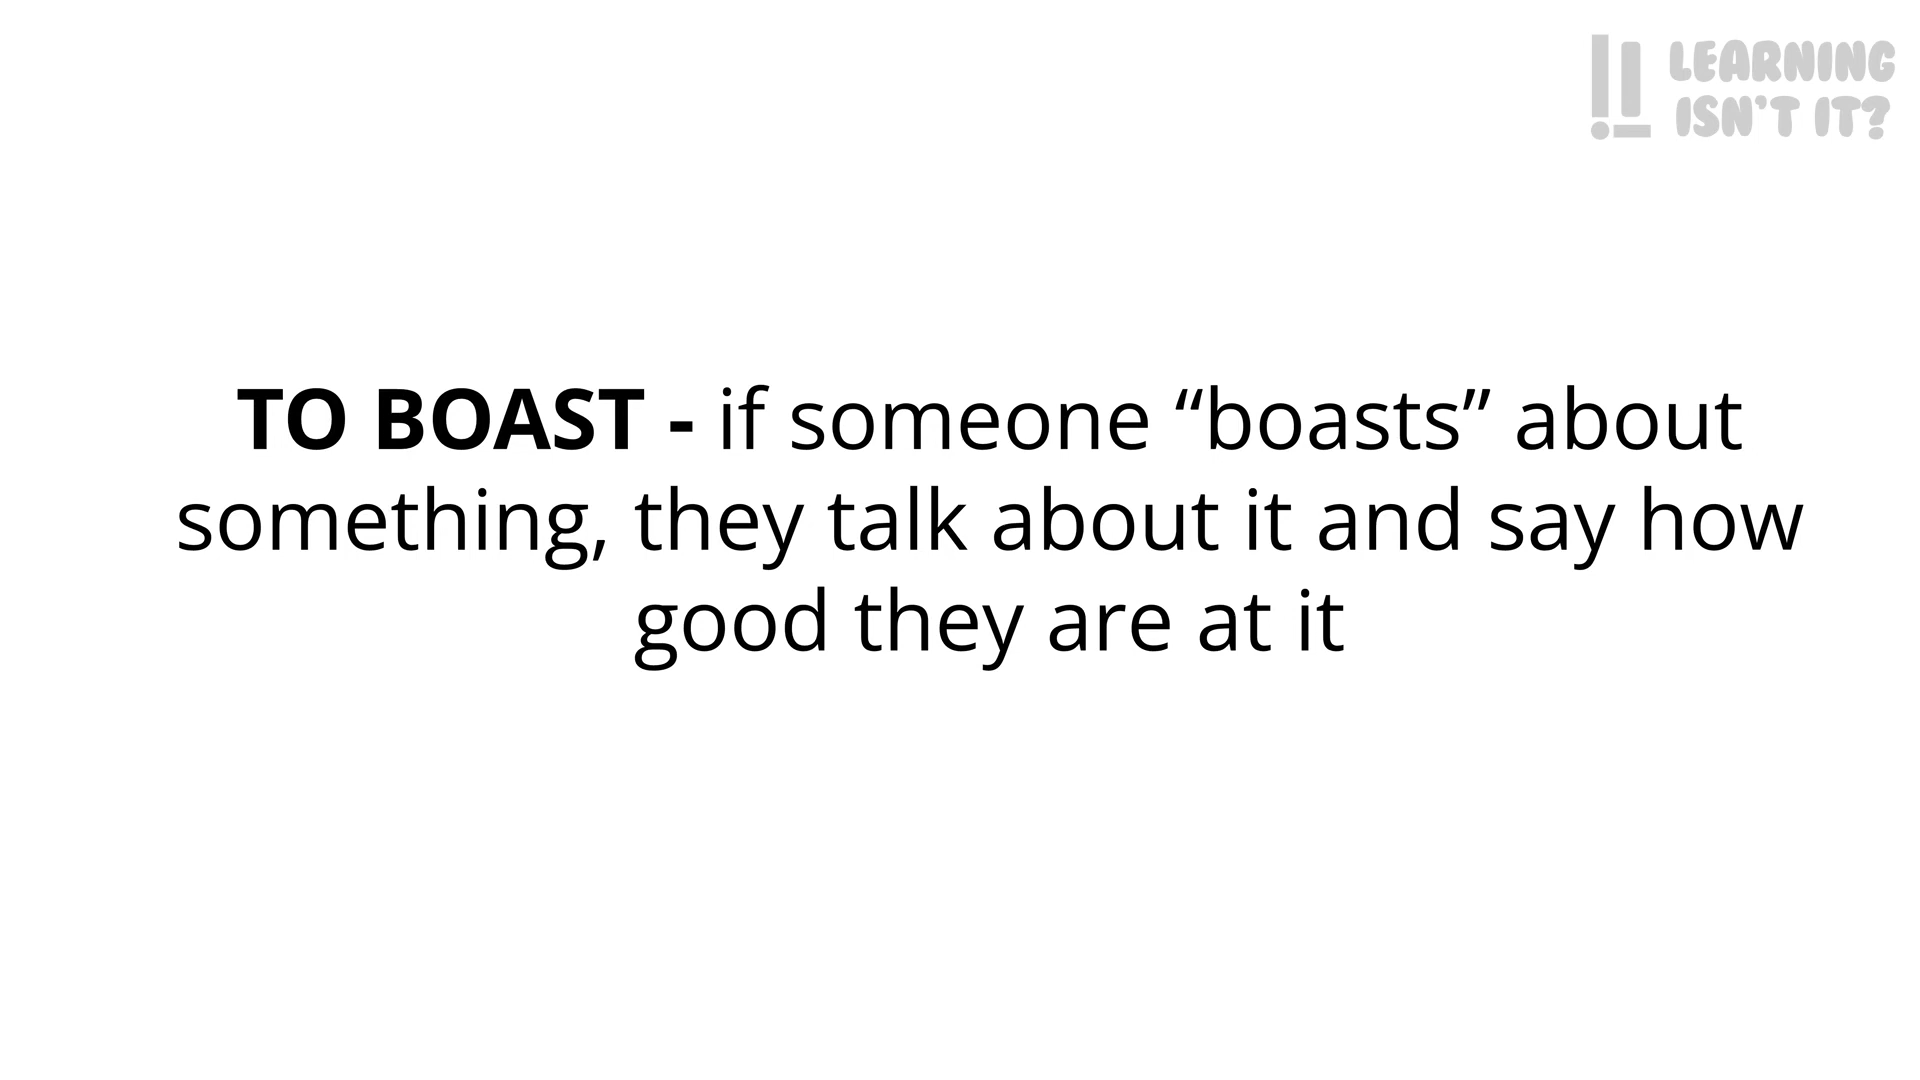 LEARNING
ISN'T IT?
TO BOAST - if someone “boasts” about
something, they talk about it and say how
good they are at it